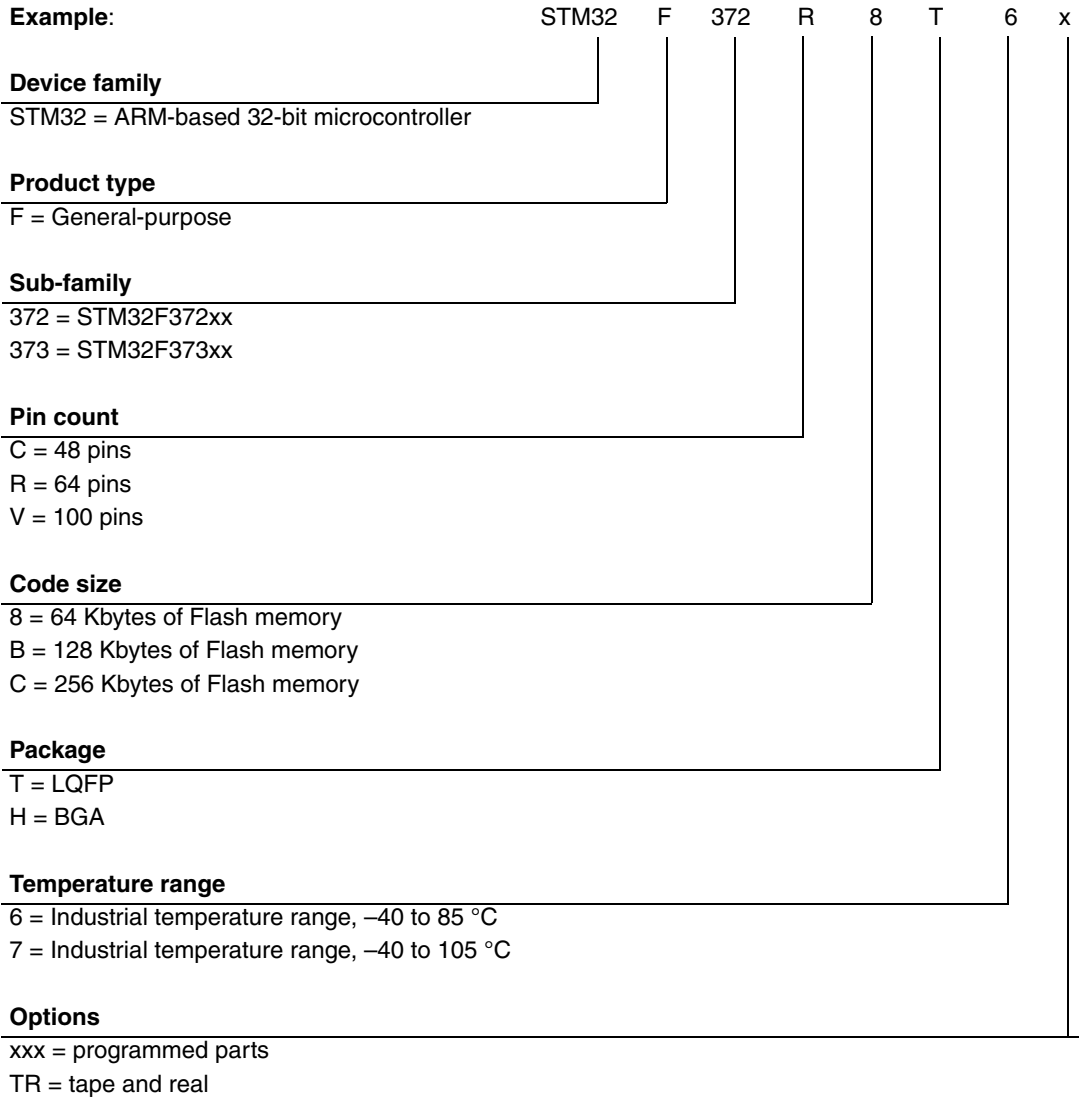 Example: STM32 F 372 R 8 T 6 x
Device family
STM32 = ARM-based 32-bit microcontroller
Product type
F = General-purpose
Sub-family
372 = STM32F372xx
373 = STM32F373xx
Pin count
C = 48 pins
R = 64 pins
V = 100 pins
Code size
8 = 64 Kbytes of Flash memory
B = 128 Kbytes of Flash memory
C = 256 Kbytes of Flash memory
Package
T = LQFP
H = BGA
Temperature range
6 = Industrial temperature range, –40 to 85 °C
7 = Industrial temperature range, –40 to 105 °C
Options
xxx = programmed parts
TR = tape and real